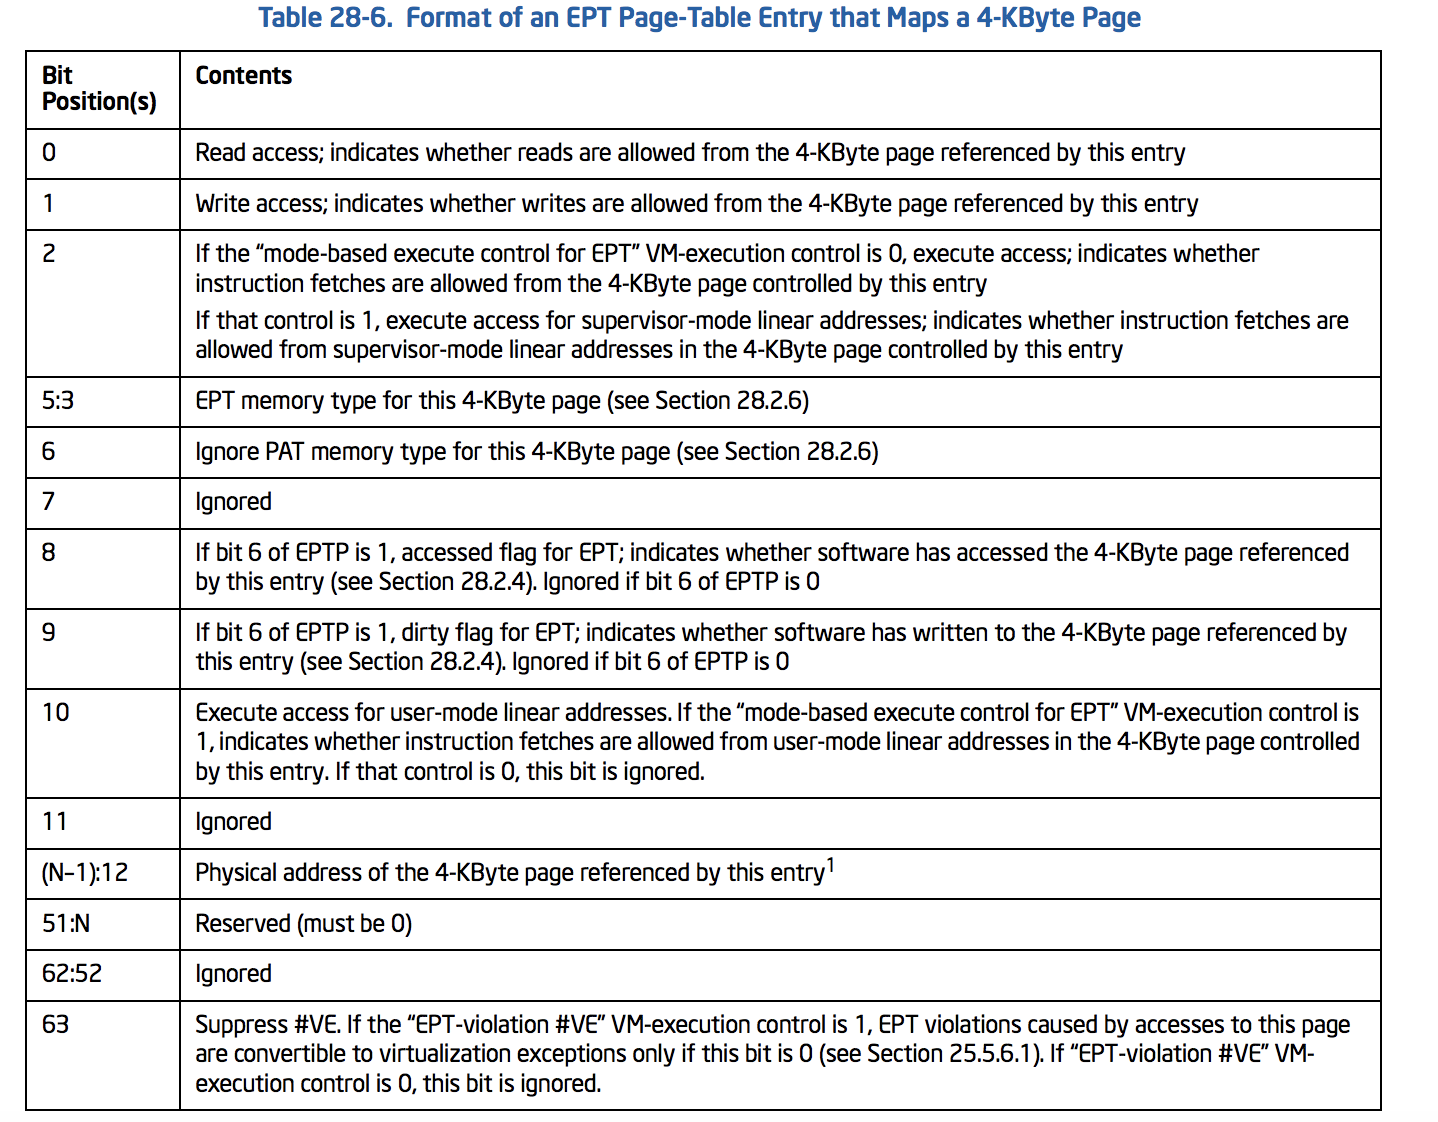 Table 28-6.  Format of an EPT Page-Table Entry that Maps a 4-KByte Page
Bit
Position(s)
Contents
0
Read access; indicates whether reads are allowed from the 4-KByte page referenced by this entry
1
Write access; indicates whether writes are allowed from the 4-KByte page referenced by this entry
2
If the “mode-based execute control for EPT” VM-execution control is 0, execute access; indicates whether
instruction fetches are allowed from the 4-KByte page controlled by this entry
If that control is 1, execute access for supervisor-mode linear addresses; indicates whether instruction fetches are
allowed from supervisor-mode linear addresses in the 4-KByte page controlled by this entry
5:3
EPT memory type for this 4-KByte page (see Section 28.2.6)
6
Ignore PAT memory type for this 4-KByte page (see Section 28.2.6)
7
Ignored
8
If bit 6 of EPTP is 1, accessed flag for EPT; indicates whether software has accessed the 4-KByte page referenced
by this entry (see Section 28.2.4). Ignored if bit 6 of EPTP is 0
9
If bit 6 of EPTP is 1, dirty flag for EPT; indicates whether software has written to the 4-KByte page referenced by
this entry (see Section 28.2.4). Ignored if bit 6 of EPTP is 0
10
Execute access for user-mode linear addresses. If the “mode-based execute control for EPT” VM-execution control is
1, indicates whether instruction fetches are allowed from user-mode linear addresses in the 4-KByte page controlled
by this entry. If that control is 0, this bit is ignored.
11
Ignored
(N–1):12
Physical address of the 4-KByte page referenced by this entry1
51:N
Reserved (must be 0)
62:52
Ignored
63
Suppress #VE. If the “EPT-violation #VE” VM-execution control is 1, EPT violations caused by accesses to this page
are convertible to virtualization exceptions only if this bit is 0 (see Section 25.5.6.1). If “EPT-violation #VE” VM-
execution control is 0, this bit is ignored.